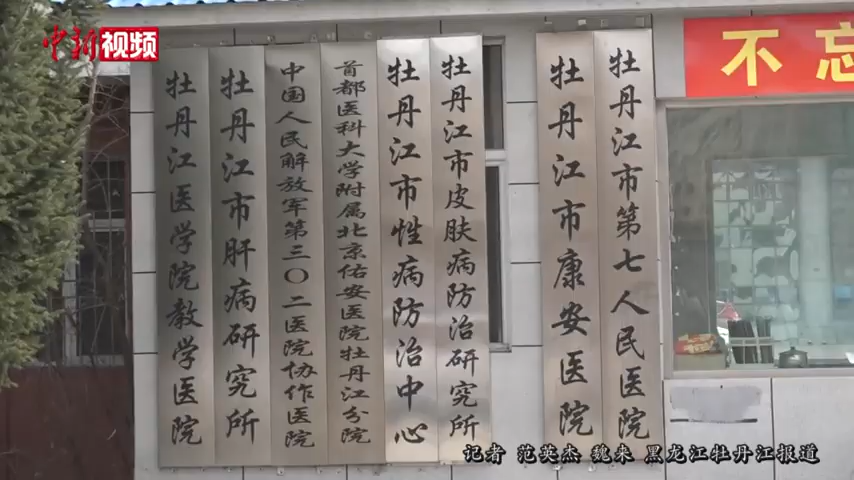 中新视频
不忘
牡丹江医学院教学医院
牡丹江市肝病研究所
中国人民解放军第三〇二医院协作医院
首都医科大学附属北京佑安医院牡丹江分院
牡丹江市性病防治中心
牡丹江市皮肤病防治研究所
牡丹江市康安医院
牡丹江市第七人民医院
记者 范英杰 魏来 黑龙江牡丹江报道